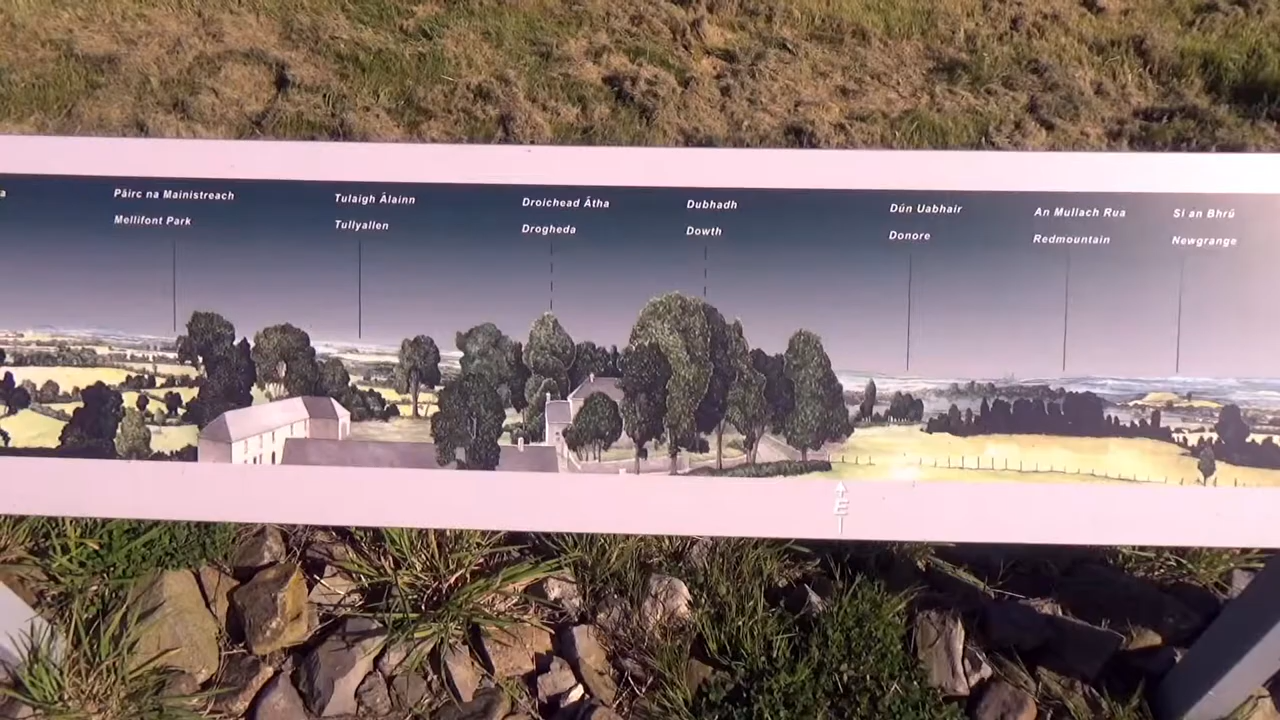 a
Páirc na Mainistreach
Mellifont Park
Tulaigh Álainn
Tullyallen
Droichead Átha
Drogheda
Dubhadh
Dowth
Dún Uabhair
Donore
An Mullach Rua
Redmountain
Sí an Bhrú
Newgrange
E